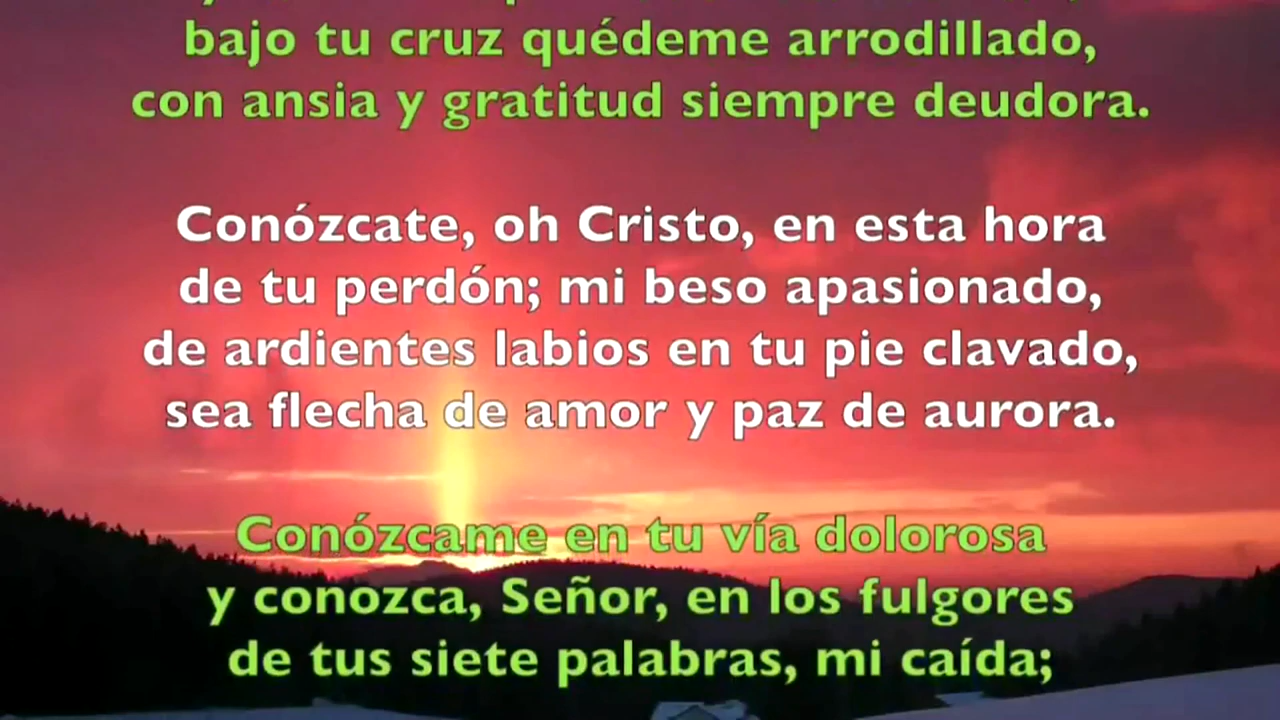 bajo tu cruz quédeme arrodillado,
con ansia y gratitud siempre deudora.
Conózcate, oh Cristo, en esta hora
de tu perdón; mi beso apasionado,
de ardientes labios en tu pie clavado,
sea flecha de amor y paz de aurora.
Conózcame en tu vía dolorosa
y conozca, Señor, en los fulgores
de tus siete palabras, mi caída;